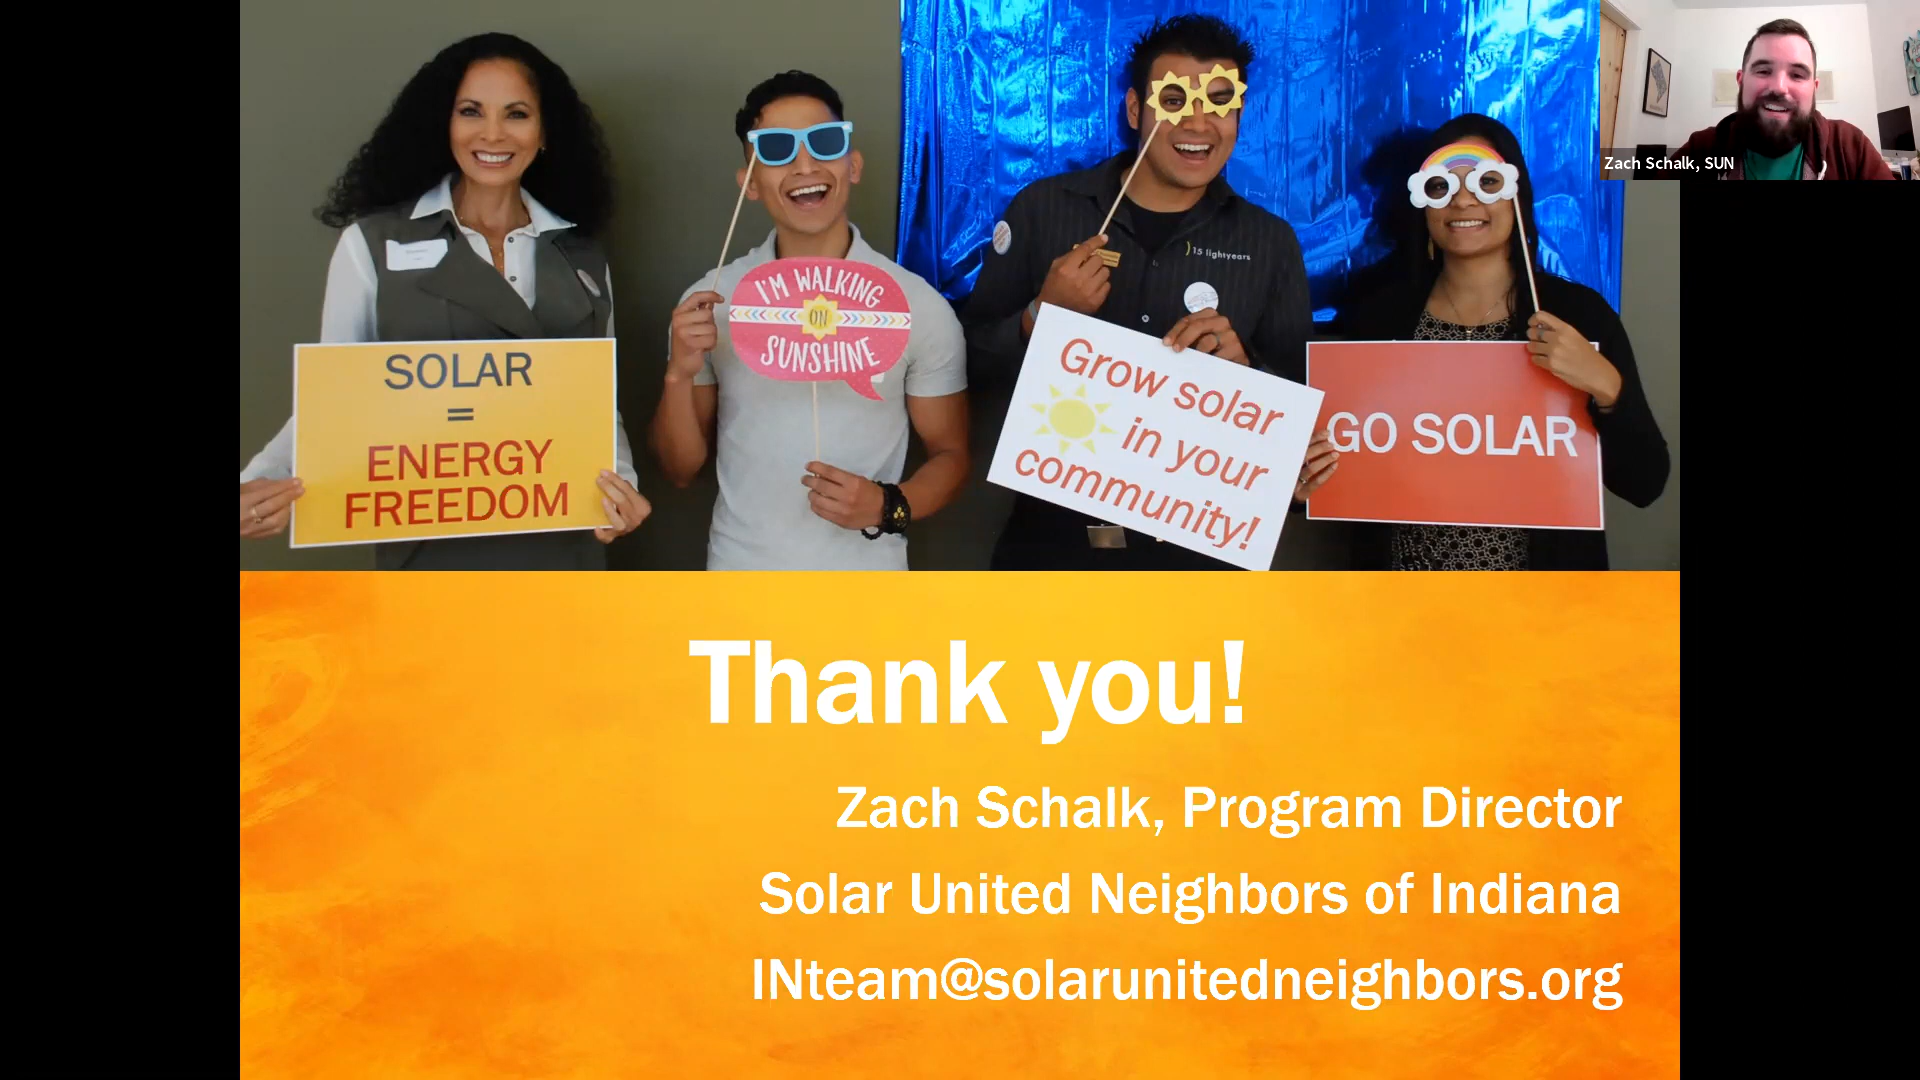 Zach Schalk, SUN
SOLAR
=
ENERGY
FREEDOM
I'M WALKING
ON
SUNSHINE
15 lightyears
Grow solar
in your
community!
GO SOLAR
Thank you!
Zach Schalk, Program Director
Solar United Neighbors of Indiana
INteam@solarunitedneighbors.org